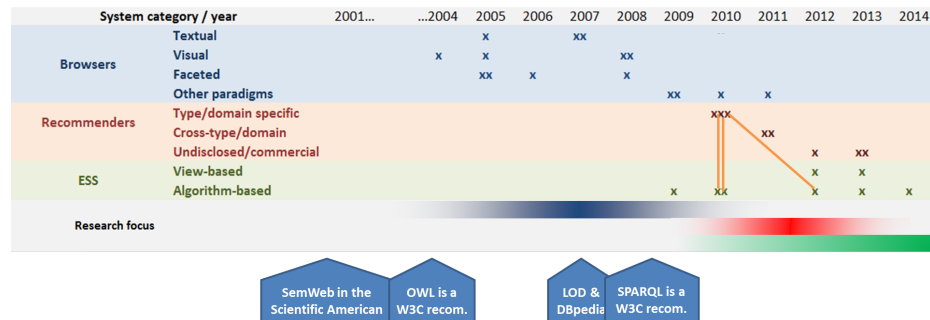 System category / year 2001... ...2004 2005 2006 2007 2008 2009 2010 2011 2012 2013 2014
Textual x xx
Browsers
Visual x x xx
Faceted xx x x
Other paradigms xx x x
Recommenders
Type/domain specific xxx
Cross-type/domain xx
Undisclosed/commercial x xx
ESS
View-based x x
Algorithm-based x xx x x x
Research focus
SemWeb in the
Scientific American
OWL is a
W3C recom.
LOD &
DBpedia
SPARQL is a
W3C recom.